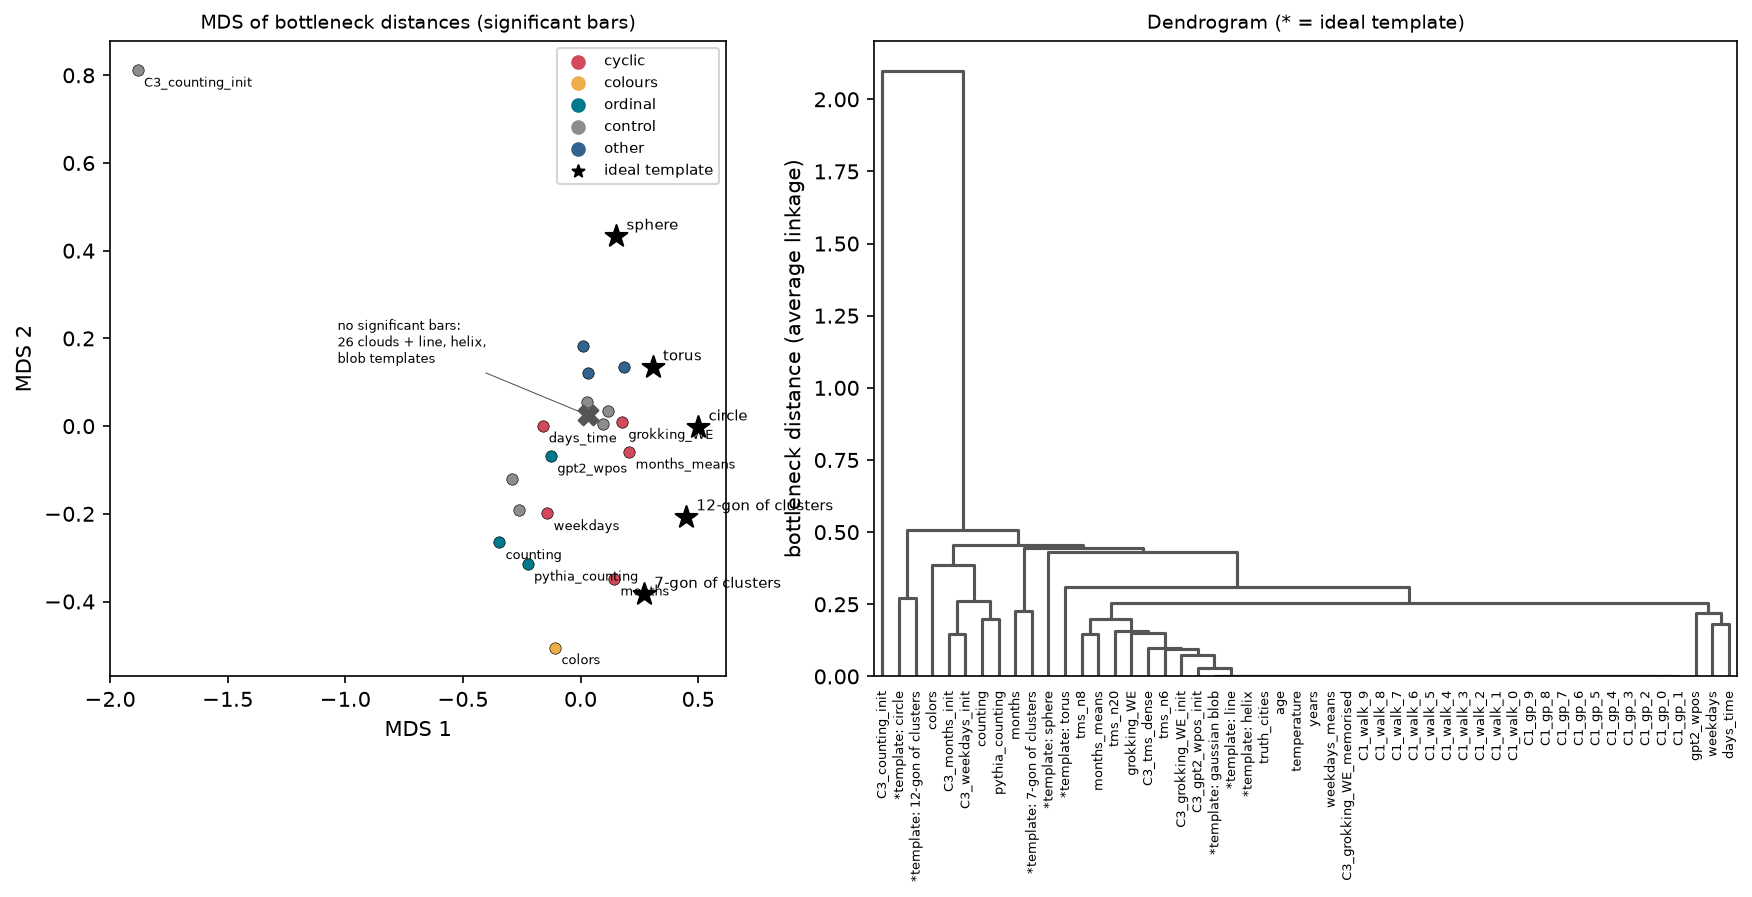 MDS of bottleneck distances (significant bars)
0.8
0.6
0.4
0.2
0.0
−0.2
−0.4
−2.0
−1.5
−1.0
−0.5
0.0
0.5
MDS 1
MDS 2
cyclic
colours
ordinal
control
other
ideal template
C3_counting_init
sphere
no significant bars:
26 clouds + line, helix,
blob templates
torus
circle
days_time
grokking_WE
gpt2_wpos
months_means
12-gon of clusters
weekdays
counting
pythia_counting
7-gon of clusters
months
colors
Dendrogram (* = ideal template)
bottleneck distance (average linkage)
2.00
1.75
1.50
1.25
1.00
0.75
0.50
0.25
0.00
C3_counting_init
*template: circle
*template: 12-gon of clusters
colors
C3_months_init
C3_weekdays_init
counting
pythia_counting
months
*template: 7-gon of clusters
*template: sphere
*template: torus
tms_n8
months_means
tms_n20
grokking_WE
C3_tms_dense
tms_n6
C3_grokking_WE_init
C3_gpt2_wpos_init
*template: gaussian blob
*template: line
*template: helix
truth_cities
age
temperature
years
weekdays_means
C3_grokking_WE_memorised
C1_walk_9
C1_walk_8
C1_walk_7
C1_walk_6
C1_walk_5
C1_walk_4
C1_walk_3
C1_walk_2
C1_walk_1
C1_walk_0
C1_gp_9
C1_gp_8
C1_gp_7
C1_gp_6
C1_gp_5
C1_gp_4
C1_gp_3
C1_gp_2
C1_gp_0
C1_gp_1
gpt2_wpos
weekdays
days_time